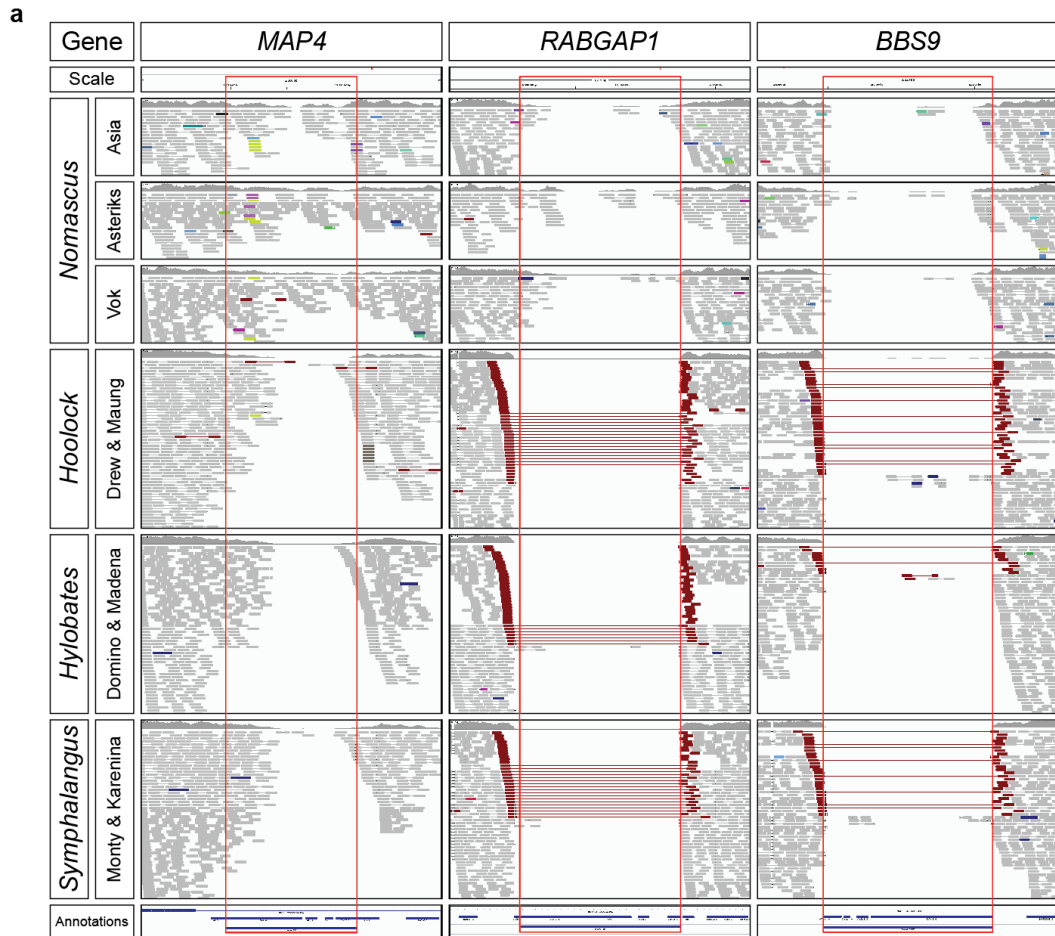 a
Gene MAP4 RABGAP1 BBS9
Scale
Nomascus
Asia
Asteriks
Vok
Hoolock
Drew & Maung
Hylobates
Domino & Madena
Symphalangus
Monty & Karenina
Annotations